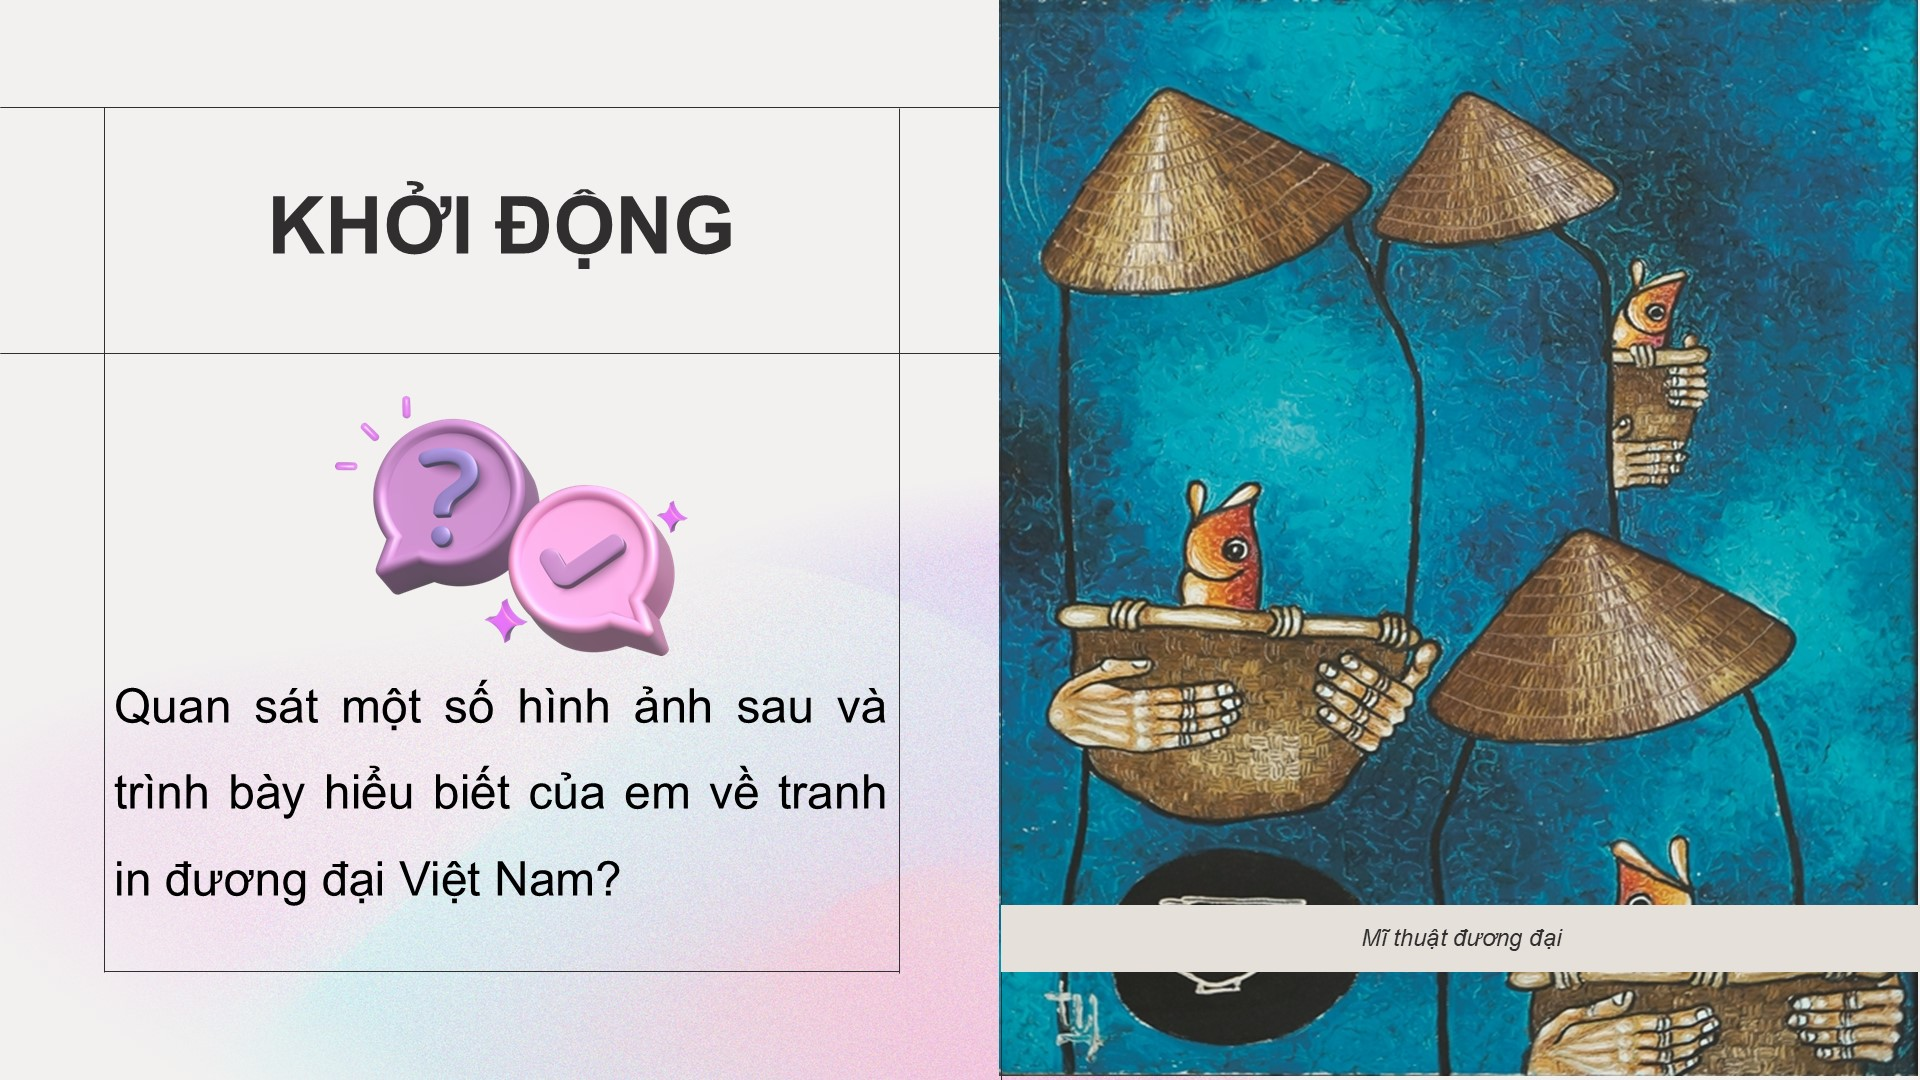 KHỞI ĐỘNG
Quan sát một số hình ảnh sau và
trình bày hiểu biết của em về tranh
in đương đại Việt Nam?
Mĩ thuật đương đại